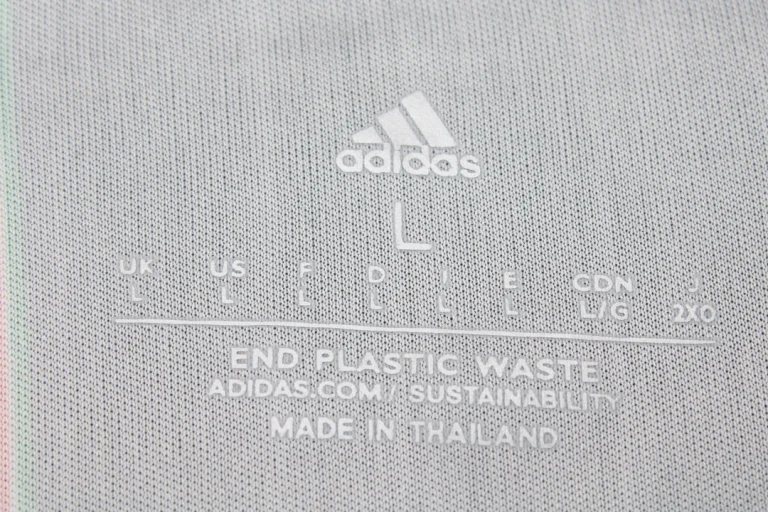 adidas
L
UK US F D I E CDN J
L L L L L L L/G 2XO
END PLASTIC WASTE
ADIDAS.COM/ SUSTAINABILITY
MADE IN THAILAND